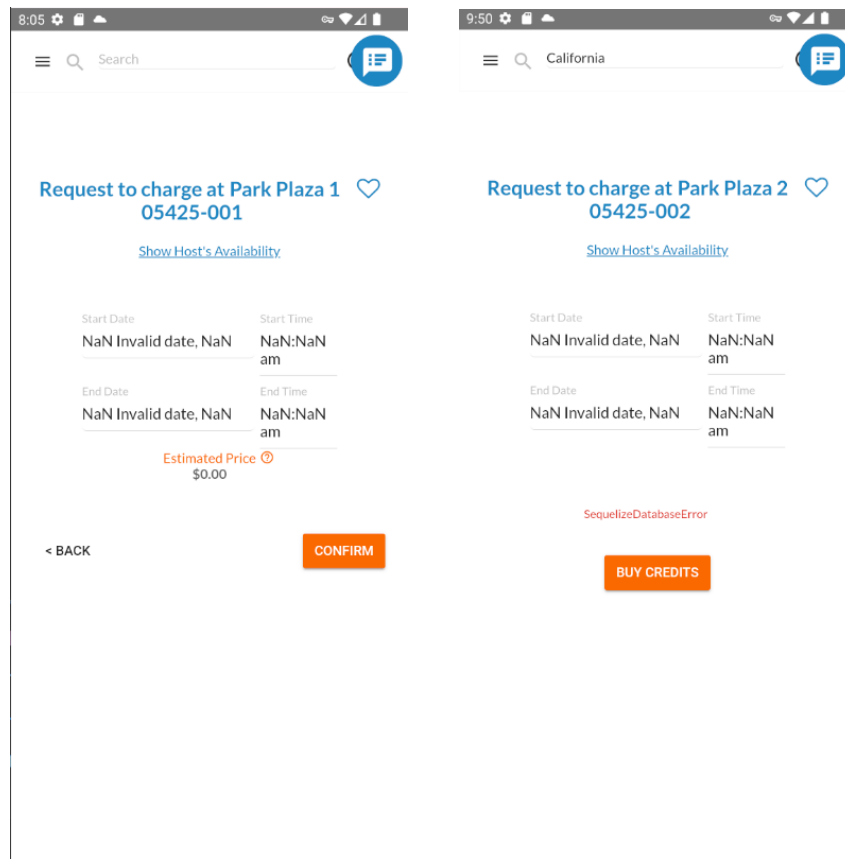 8:05
Search
Request to charge at Park Plaza 1
05425-001
Show Host's Availability
Start Date
Start Time
NaN Invalid date, NaN
NaN:NaN
am
End Date
End Time
NaN Invalid date, NaN
NaN:NaN
am
Estimated Price
$0.00
< BACK
CONFIRM
9:50
California
Request to charge at Park Plaza 2
05425-002
Show Host's Availability
Start Date
Start Time
NaN Invalid date, NaN
NaN:NaN
am
End Date
End Time
NaN Invalid date, NaN
NaN:NaN
am
SequelizeDatabaseError
BUY CREDITS